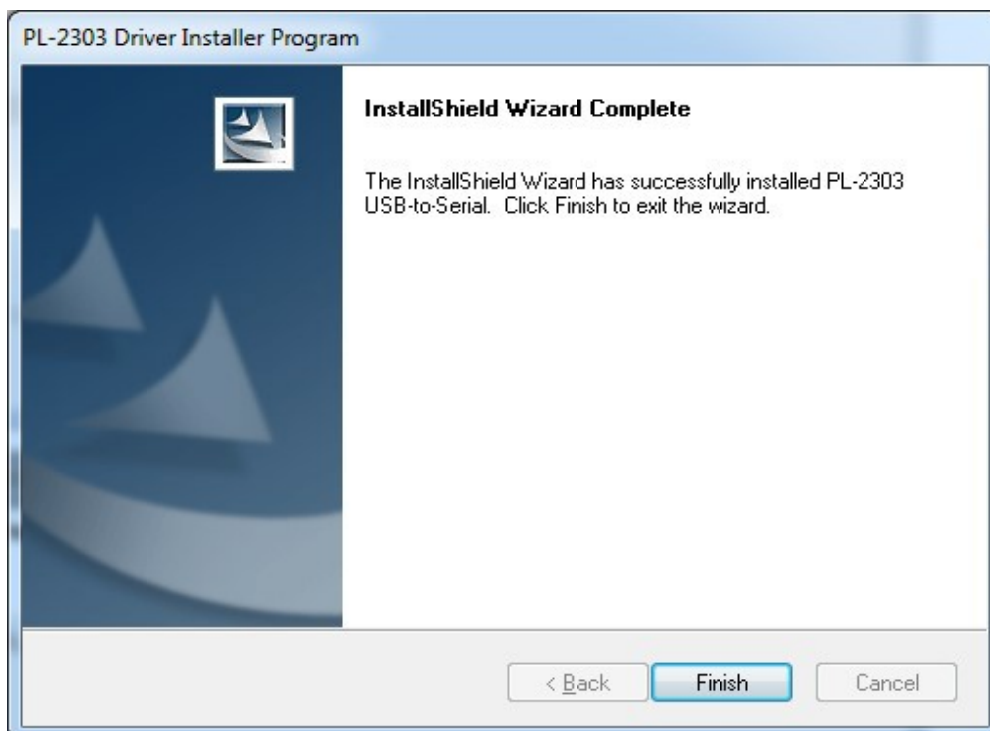 PL-2303 Driver Installer Program
InstallShield Wizard Complete
The InstallShield Wizard has successfully installed PL-2303
USB-to-Serial. Click Finish to exit the wizard.
< Back
Finish
Cancel